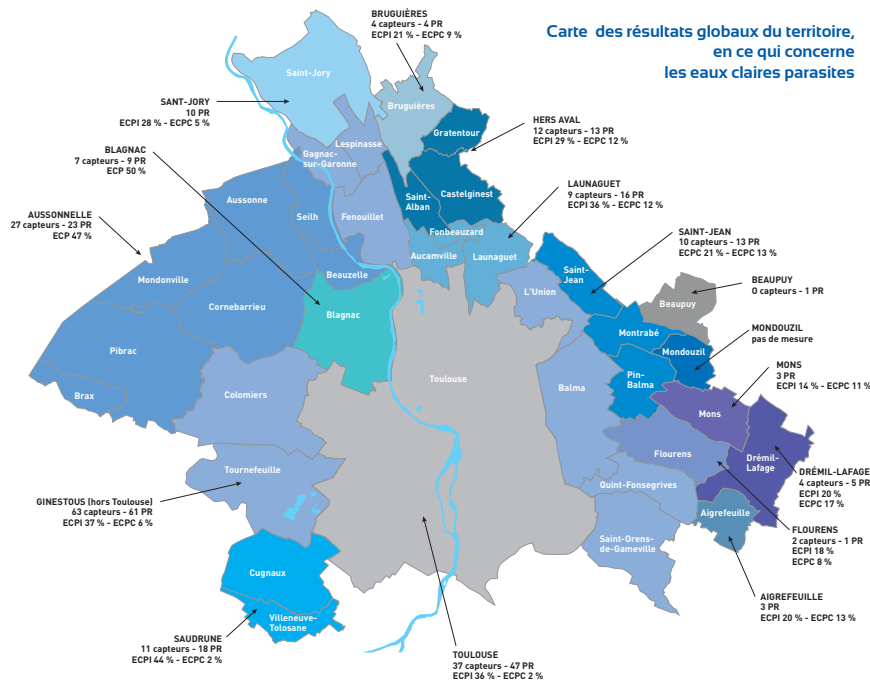 Carte des résultats globaux du territoire,
en ce qui concerne
les eaux claires parasites
BRUGUIÈRES
4 capteurs - 4 PR
ECPI 21 % - ECPC 9 %
SANT-JORY
10 PR
ECPI 28 % - ECPC 5 %
BLAGNAC
7 capteurs - 9 PR
ECP 50 %
AUSSONNELLE
27 capteurs - 23 PR
ECP 47 %
HERS AVAL
12 capteurs - 13 PR
ECPI 29 % - ECPC 12 %
LAUNAGUET
9 capteurs - 16 PR
ECPI 36 % - ECPC 12 %
SAINT-JEAN
10 capteurs - 13 PR
ECPC 21 % - ECPC 13 %
BEAUPUY
0 capteurs - 1 PR
MONDOUZIL
pas de mesure
MONS
3 PR
ECPI 14 % - ECPC 11 %
DRÉMIL-LAFAGE
4 capteurs - 5 PR
ECPI 20 %
ECPC 17 %
FLOURENS
2 capteurs - 1 PR
ECPI 18 %
ECPC 8 %
AIGREFEUILLE
3 PR
ECPI 20 % - ECPC 13 %
GINESTOUS (hors Toulouse)
63 capteurs - 61 PR
ECPI 37 % - ECPC 6 %
SAUDRUNE
11 capteurs - 18 PR
ECPI 44 % - ECPC 2 %
TOULOUSE
37 capteurs - 47 PR
ECPI 36 % - ECPC 2 %
Saint-Jory
Bruguières
Gratentour
Lespinasse
Gagnac-
sur-Garonne
Saint-
Alban
Castelginest
Aussonne
Seilh
Fenouillet
Fonbeauzard
Aucamville
Launaguet
Saint-
Jean
Mondonville
Beauzelle
L'Union
Beaupuy
Cornebarrieu
Blagnac
Montrabé
Mondouzil
Pibrac
Toulouse
Pin-
Balma
Brax
Colomiers
Balma
Mons
Flourens
Drémil-
Lafage
Tournefeuille
Quint-Fonsegrives
Aigrefeuille
Saint-Orens-
de-Gameville
Cugnaux
Villeneuve-
Tolosane